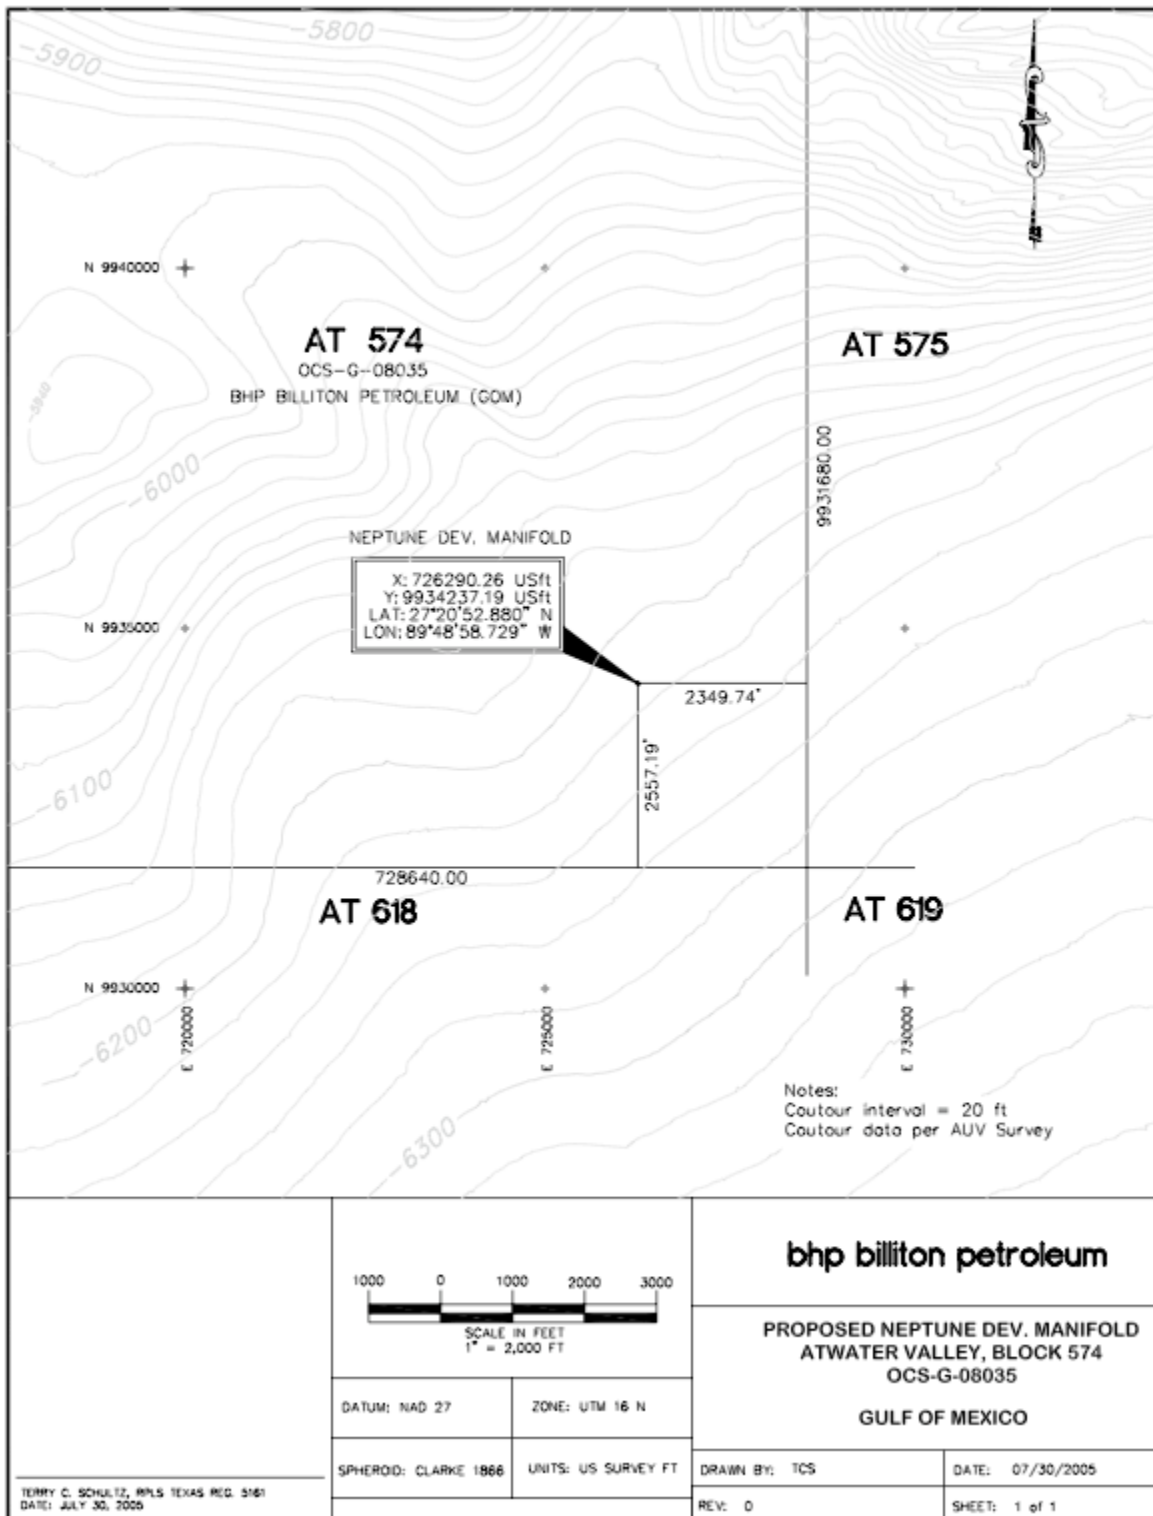 -5800
-5900
N 9940000
AT 574
OCS-G-08035
BHP BILLITON PETROLEUM (GOM)
AT 575
-5940
-6000
9931680.00
NEPTUNE DEV. MANIFOLD
X: 726290.26 USft
Y: 9934237.19 USft
LAT: 27°20'52.880" N
LON: 89°48'58.729" W
N 9935000
2349.74'
2557.19'
-6100
728640.00
AT 618
AT 619
N 9930000
E 720000
E 725000
E 730000
-6200
-6300
Notes:
Coutour interval = 20 ft
Coutour data per AUV Survey
1000 0 1000 2000 3000
SCALE IN FEET
1" = 2,000 FT
DATUM: NAD 27
ZONE: UTM 16 N
SPHEROID: CLARKE 1866
UNITS: US SURVEY FT
TERRY C. SCHULTZ, RPLS TEXAS REG. 5161
DATE: JULY 30, 2005
bhp billiton petroleum
PROPOSED NEPTUNE DEV. MANIFOLD
ATWATER VALLEY, BLOCK 574
OCS-G-08035
GULF OF MEXICO
DRAWN BY: TCS
DATE: 07/30/2005
REV: 0
SHEET: 1 of 1